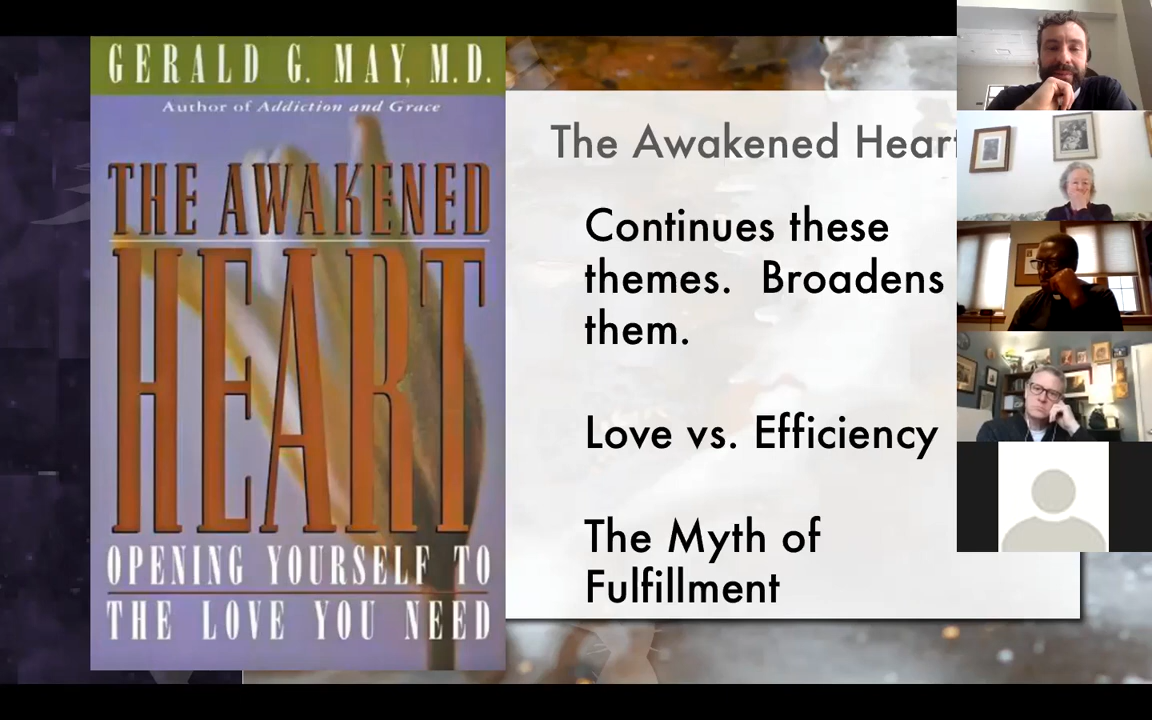 GERALD G. MAY, M.D.
Author of Addiction and Grace
THE AWAKENED
HEART
OPENING YOURSELF TO
THE LOVE YOU NEED
The Awakened Heart
Continues these
themes.  Broadens
them.
Love vs. Efficiency
The Myth of
Fulfillment